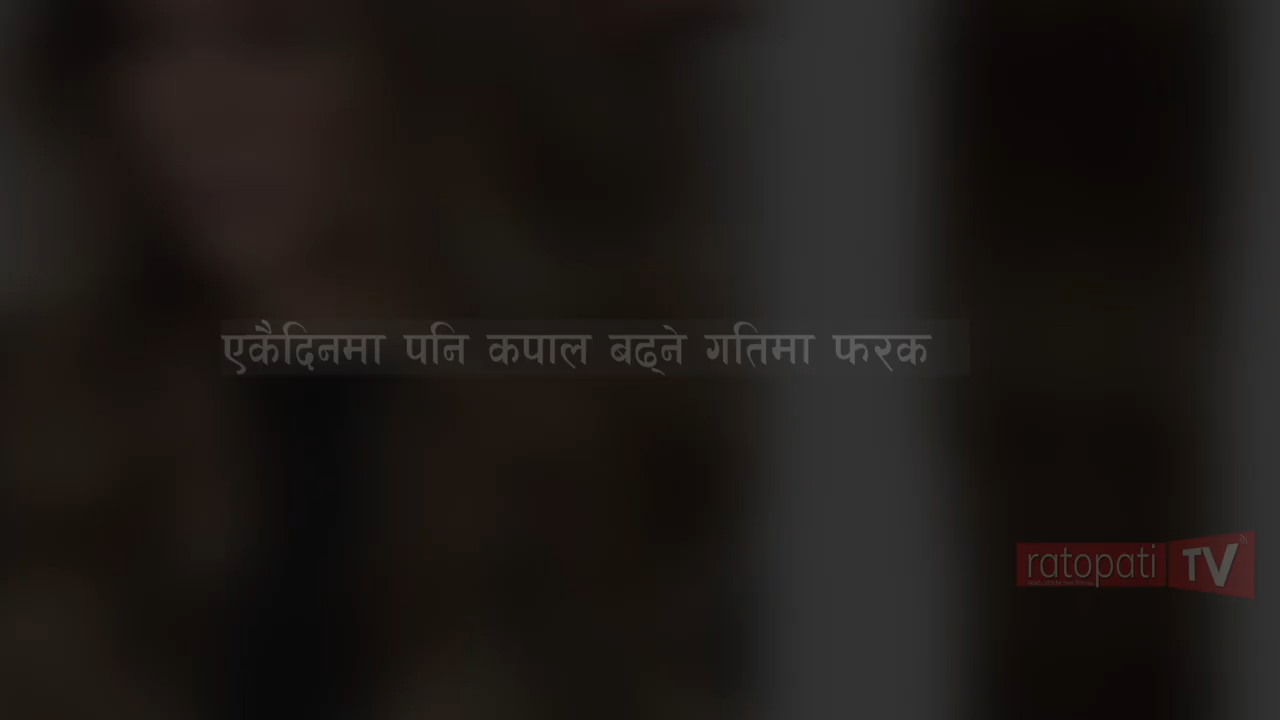 एकैदिनमा पनि कपाल बढ्ने गतिमा फरक
ratopati TV